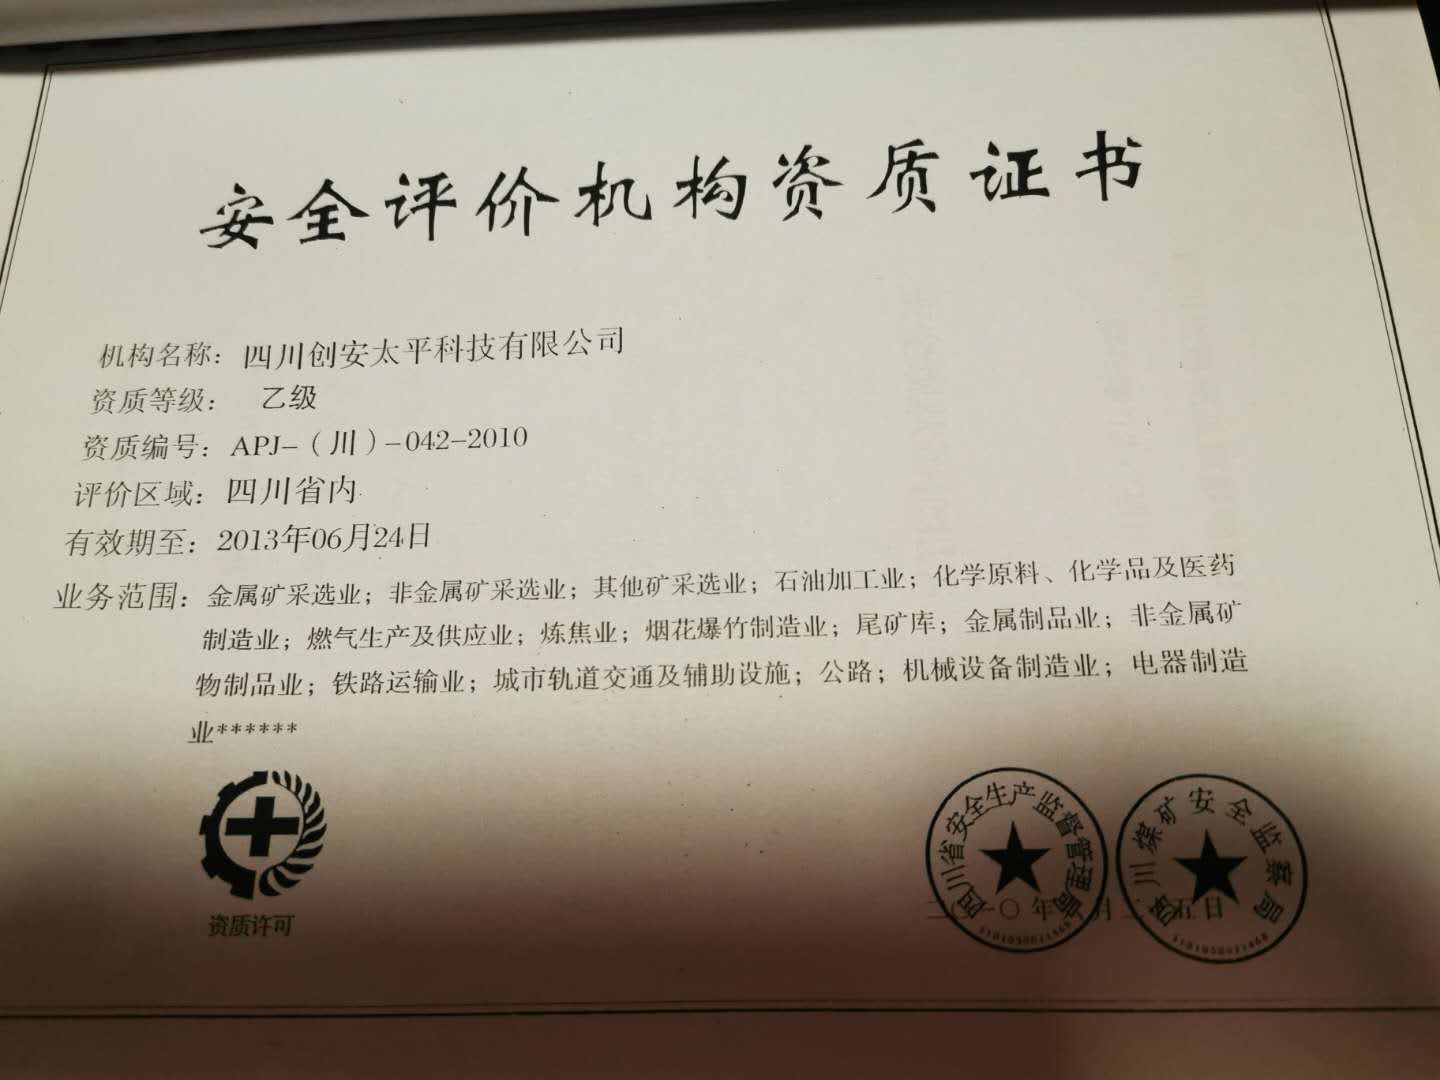 安全评价机构资质证书
机构名称：四川创安太平科技有限公司
资质等级： 乙级
资质编号：APJ-（川）-042-2010
评价区域：四川省内
有效期至：2013年06月24日
业务范围：金属矿采选业；非金属矿采选业；其他矿采选业；石油加工业；化学原料、化学品及医药
制造业；燃气生产及供应业；炼焦业；烟花爆竹制造业；尾矿库；金属制品业；非金属矿
物制品业；铁路运输业；城市轨道交通及辅助设施；公路；机械设备制造业；电器制造
业******
资质许可
四川省安全生产监督管理局
四川煤矿安全监察局
二〇一〇年 月二 五日